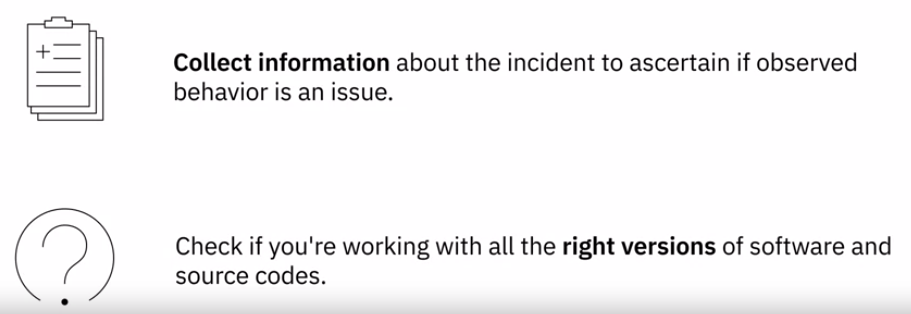 Collect information about the incident to ascertain if observed
behavior is an issue.
Check if you're working with all the right versions of software and
source codes.